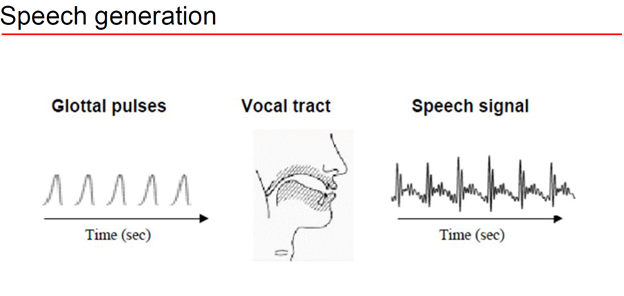 Speech generation
Glottal pulses
Vocal tract
Speech signal
Time (sec)
Time (sec)